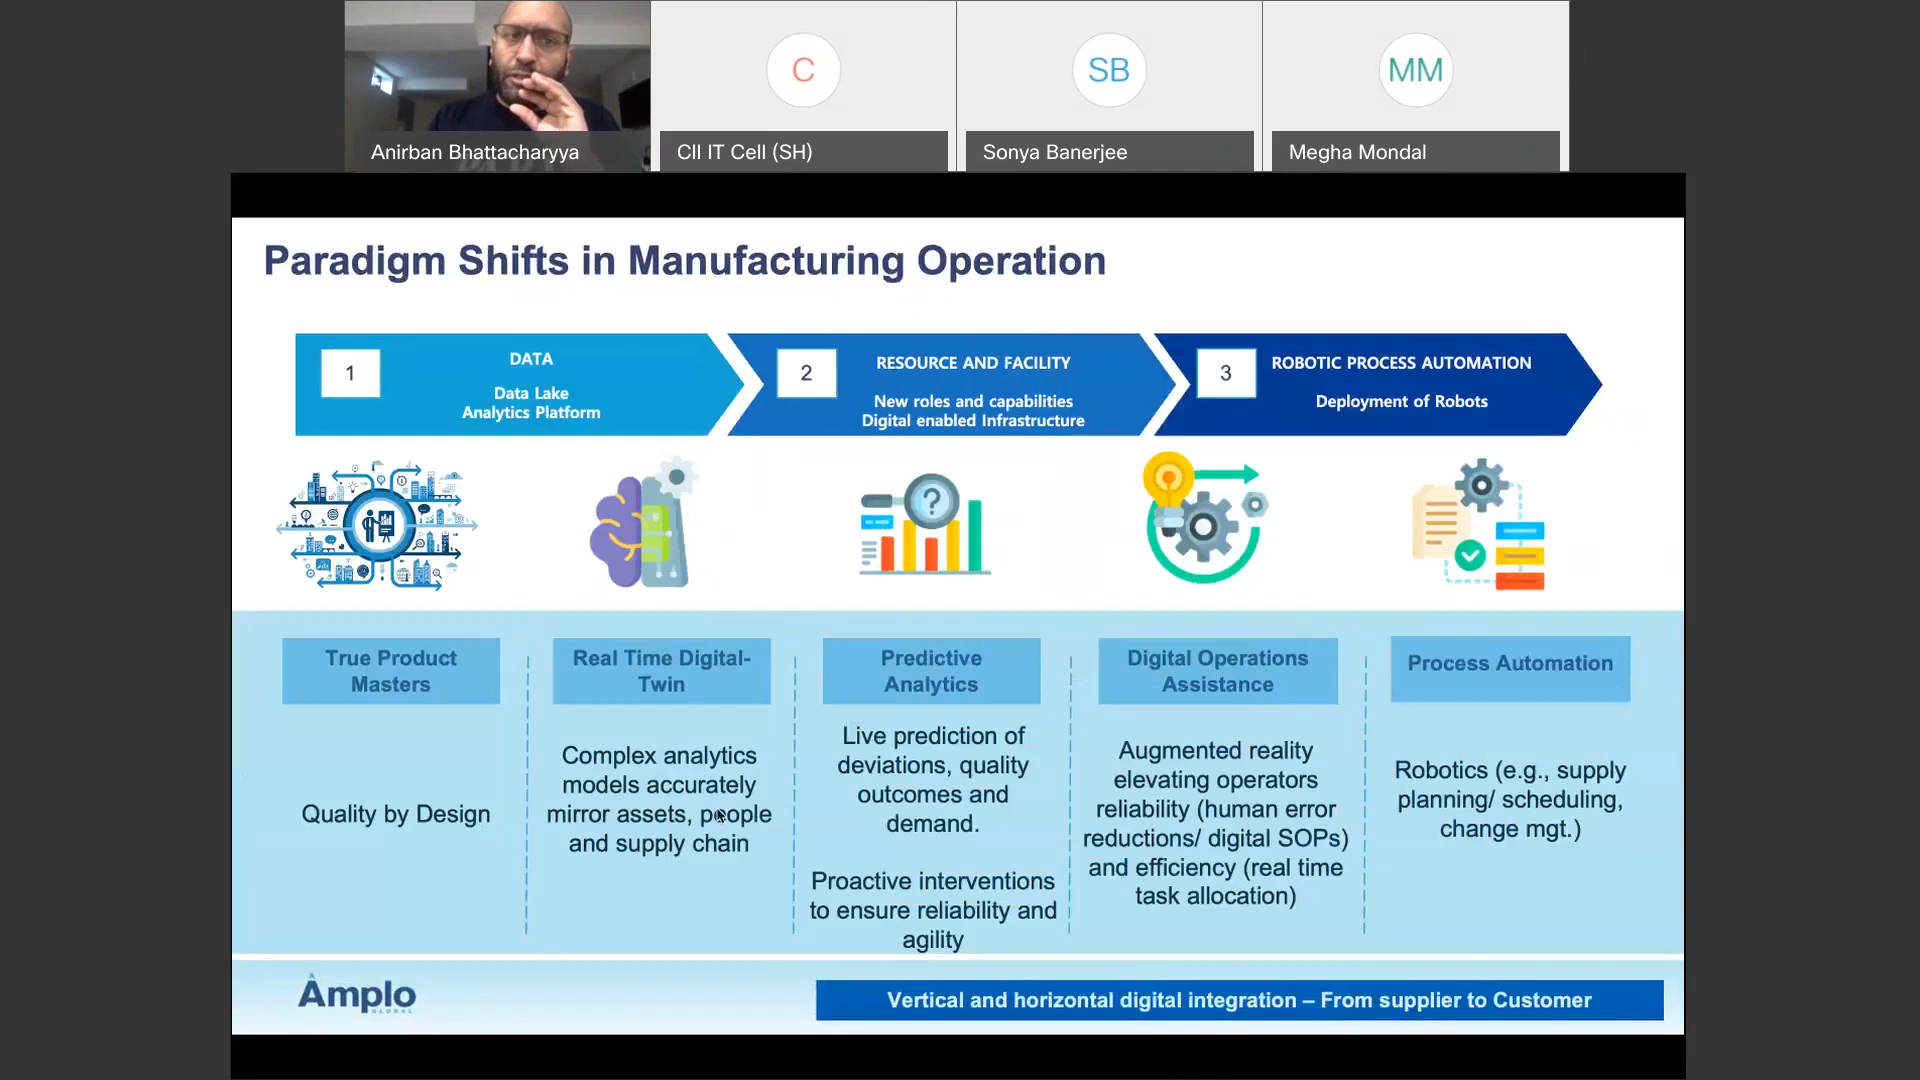 C
SB
MM
Anirban Bhattacharyya
CII IT Cell (SH)
Sonya Banerjee
Megha Mondal
Paradigm Shifts in Manufacturing Operation
1
DATA
Data Lake
Analytics Platform
2
RESOURCE AND FACILITY
New roles and capabilities
Digital enabled Infrastructure
3
ROBOTIC PROCESS AUTOMATION
Deployment of Robots
?
True Product
Masters
Quality by Design
Real Time Digital-
Twin
Complex analytics
models accurately
mirror assets, people
and supply chain
Predictive
Analytics
Live prediction of
deviations, quality
outcomes and
demand.
Proactive interventions
to ensure reliability and
agility
Digital Operations
Assistance
Augmented reality
elevating operators
reliability (human error
reductions/ digital SOPs)
and efficiency (real time
task allocation)
Process Automation
Robotics (e.g., supply
planning/ scheduling,
change mgt.)
Amplo
GLOBAL
Vertical and horizontal digital integration – From supplier to Customer